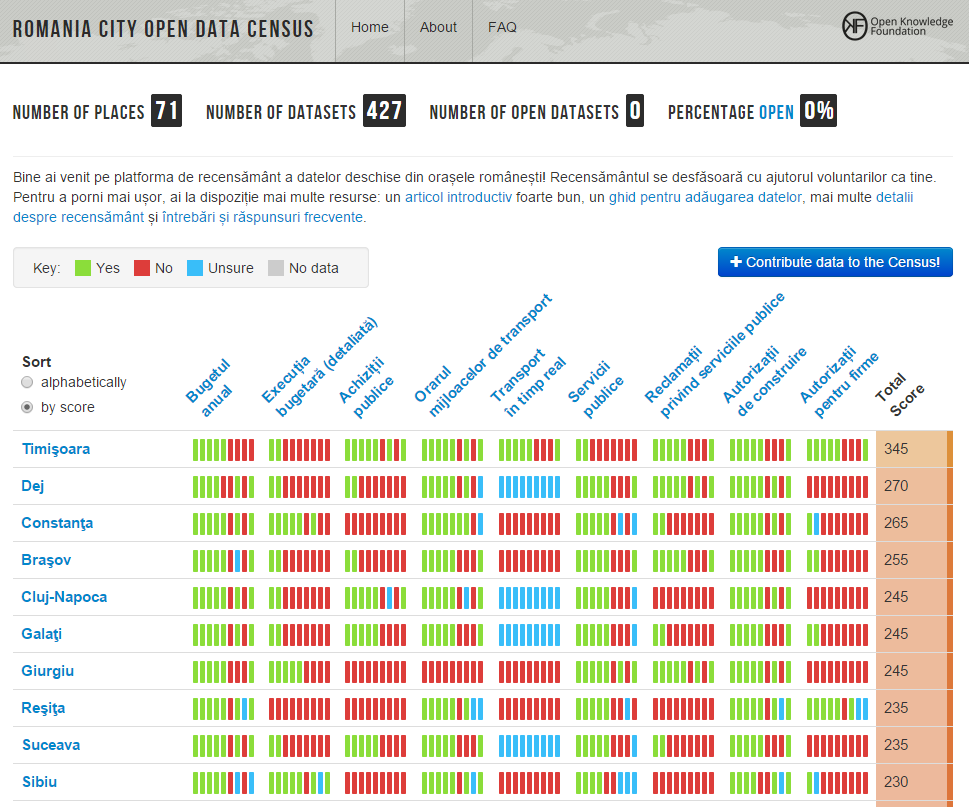 ROMANIA CITY OPEN DATA CENSUS
Home
About
FAQ
Open Knowledge
Foundation
NUMBER OF PLACES 71
NUMBER OF DATASETS 427
NUMBER OF OPEN DATASETS 0
PERCENTAGE OPEN 0%
Bine ai venit pe platforma de recensământ a datelor deschise din orașele românești! Recensământul se desfăsoară cu ajutorul voluntarilor ca tine.
Pentru a porni mai ușor, ai la dispoziție mai multe resurse: un articol introductiv foarte bun, un ghid pentru adăugarea datelor, mai multe detalii
despre recensământ și întrebări și răspunsuri frecvente.
Key: Yes No Unsure No data
+ Contribute data to the Census!
Sort
alphabetically
by score
Bugetul
anual
Execuția
bugetară (detaliată)
Achiziții
publice
Orarul
mijloacelor de transport
Transport
în timp real
Servicii
publice
Reclamații
privind serviciile publice
Autorizații
de construire
Autorizații
pentru firme
Total
Score
Timişoara 345
Dej 270
Constanţa 265
Braşov 255
Cluj-Napoca 245
Galaţi 245
Giurgiu 245
Reşiţa 235
Suceava 235
Sibiu 230